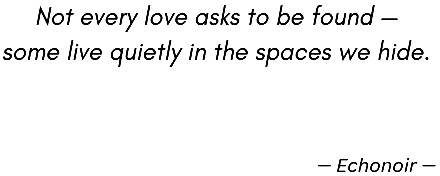 Not every love asks to be found —
some live quietly in the spaces we hide.
— Echonoir —